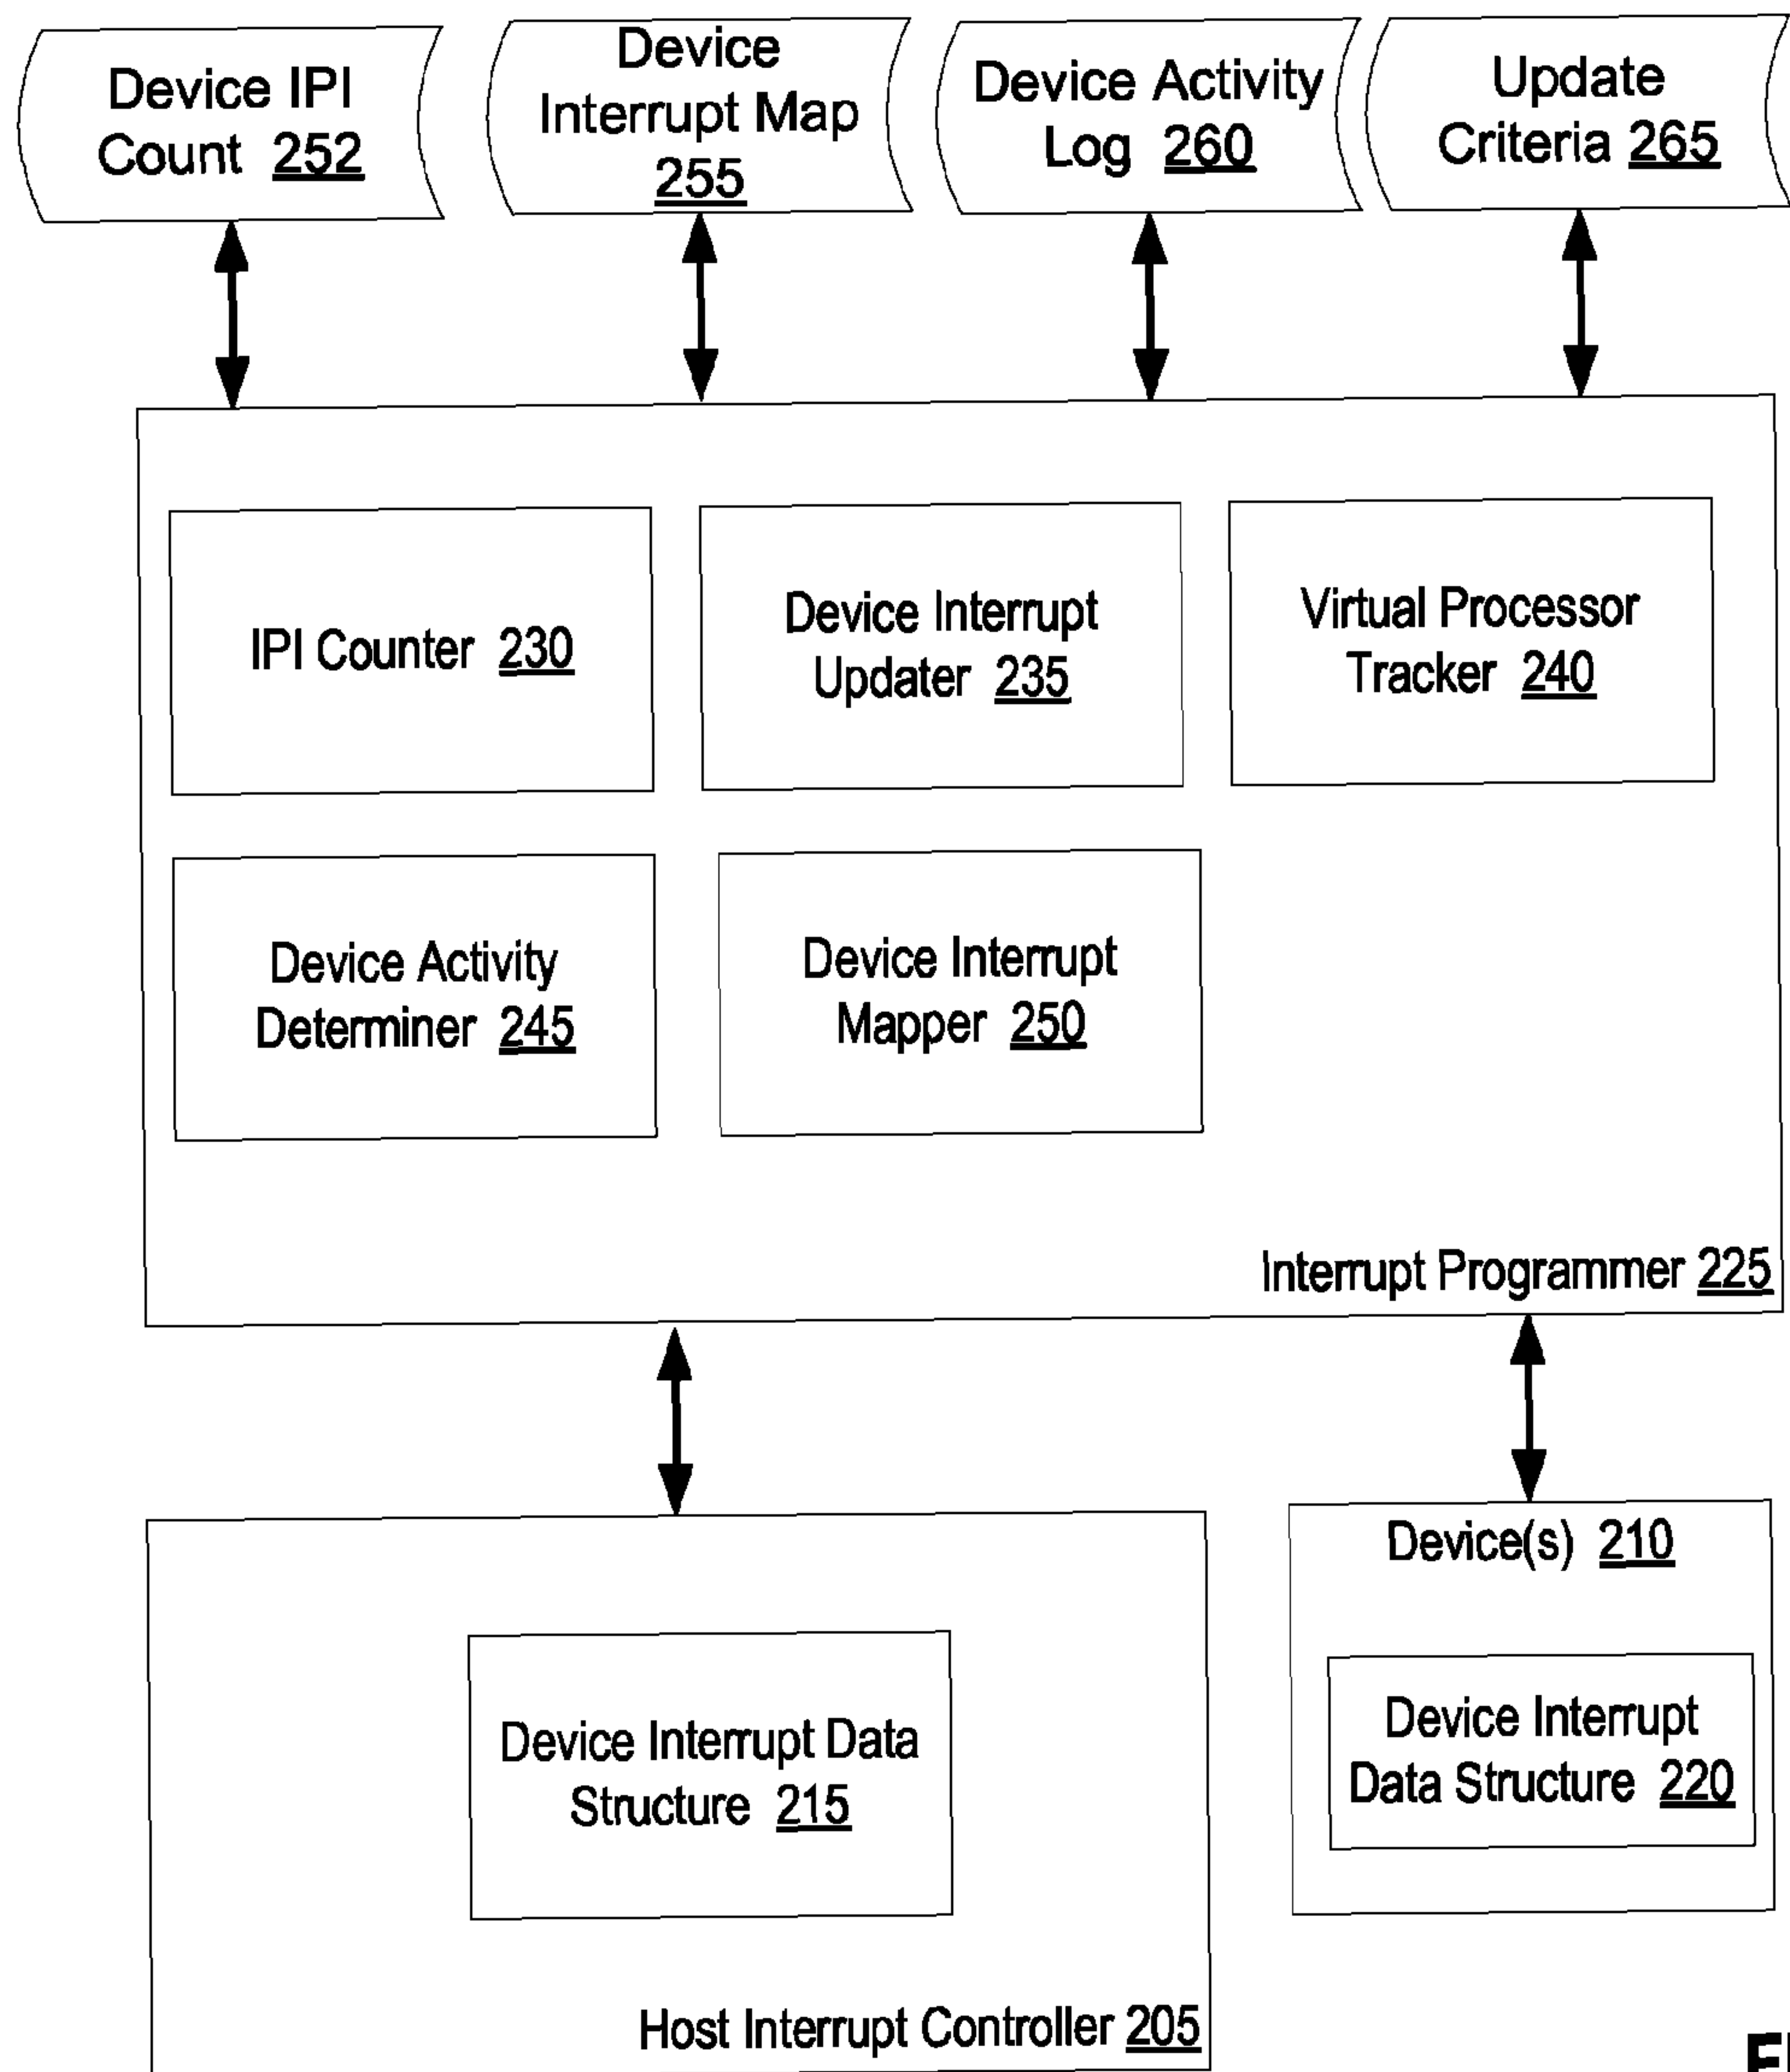 Device IPI
Count 252
Device
Interrupt Map
255
Device Activity
Log 260
Update
Criteria 265
IPI Counter 230
Device Interrupt
Updater 235
Virtual Processor
Tracker 240
Device Activity
Determiner 245
Device Interrupt
Mapper 250
Interrupt Programmer 225
Device(s) 210
Device Interrupt Data
Structure 215
Device Interrupt
Data Structure 220
Host Interrupt Controller 205